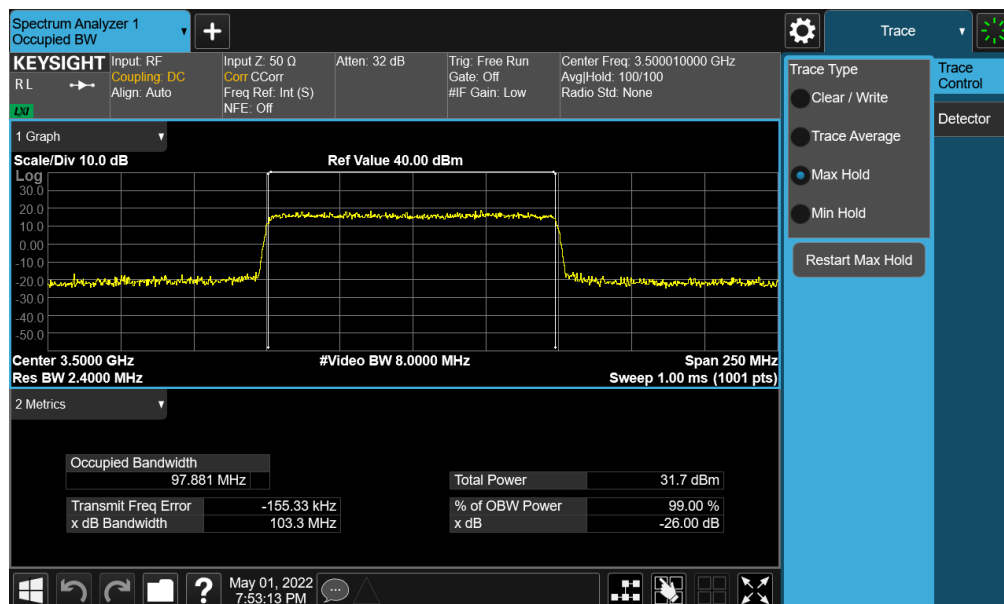 Spectrum Analyzer 1
Occupied BW
Trace
KEYSIGHT
Input: RF
Input Z: 50 Ω
Atten: 32 dB
Trig: Free Run
Center Freq: 3.500010000 GHz
R L
Coupling: DC
Corr CCorr
Gate: Off
Avg|Hold: 100/100
Align: Auto
Freq Ref: Int (S)
#IF Gain: Low
Radio Std: None
LXI
NFE: Off
Trace Type
Clear / Write
Trace Average
Max Hold
Min Hold
Restart Max Hold
Trace
Control
Detector
1 Graph
Scale/Div 10.0 dB
Ref Value 40.00 dBm
Log
30.0
20.0
10.0
0.00
-10.0
-20.0
-30.0
-40.0
-50.0
Center 3.5000 GHz
#Video BW 8.0000 MHz
Span 250 MHz
Res BW 2.4000 MHz
Sweep 1.00 ms (1001 pts)
2 Metrics
Occupied Bandwidth
97.881 MHz
Total Power
31.7 dBm
Transmit Freq Error
-155.33 kHz
% of OBW Power
99.00 %
x dB Bandwidth
103.3 MHz
x dB
-26.00 dB
May 01, 2022
7:53:13 PM